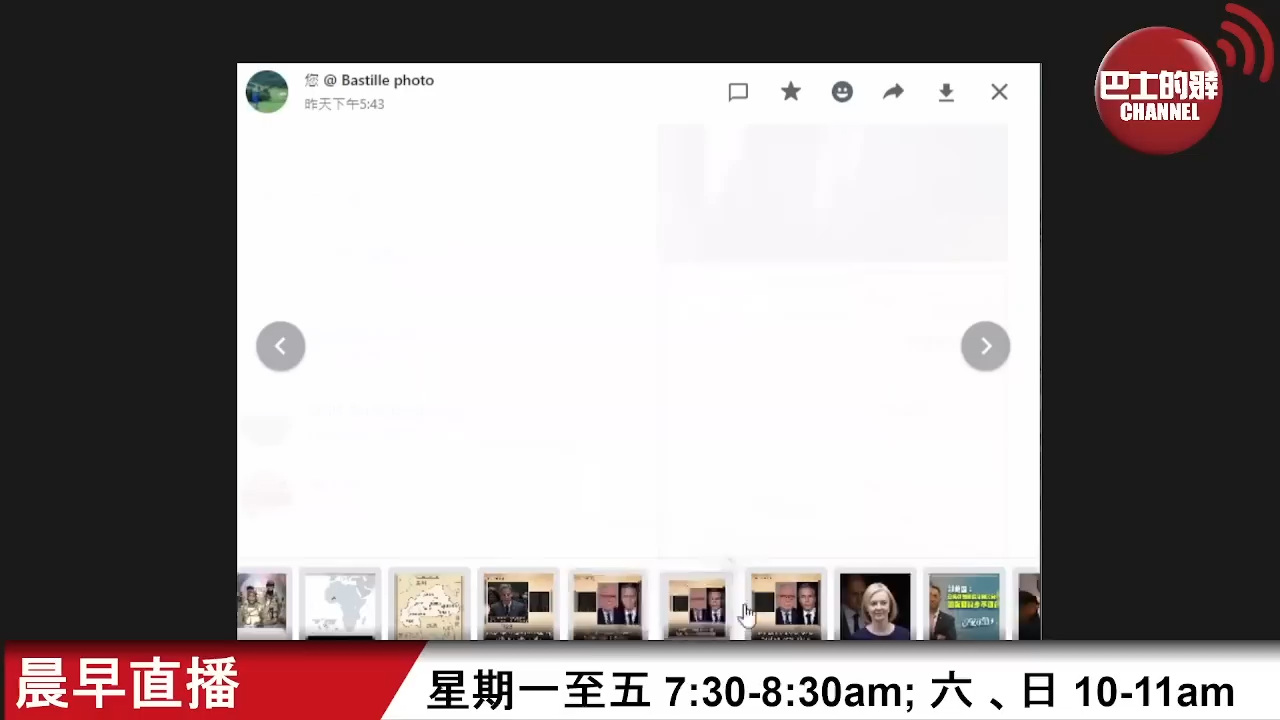 您 @ Bastille photo
昨天下午5:43
巴士的報
CHANNEL
晨早直播
星期一至五 7:30-8:30am; 六、日 10-11am